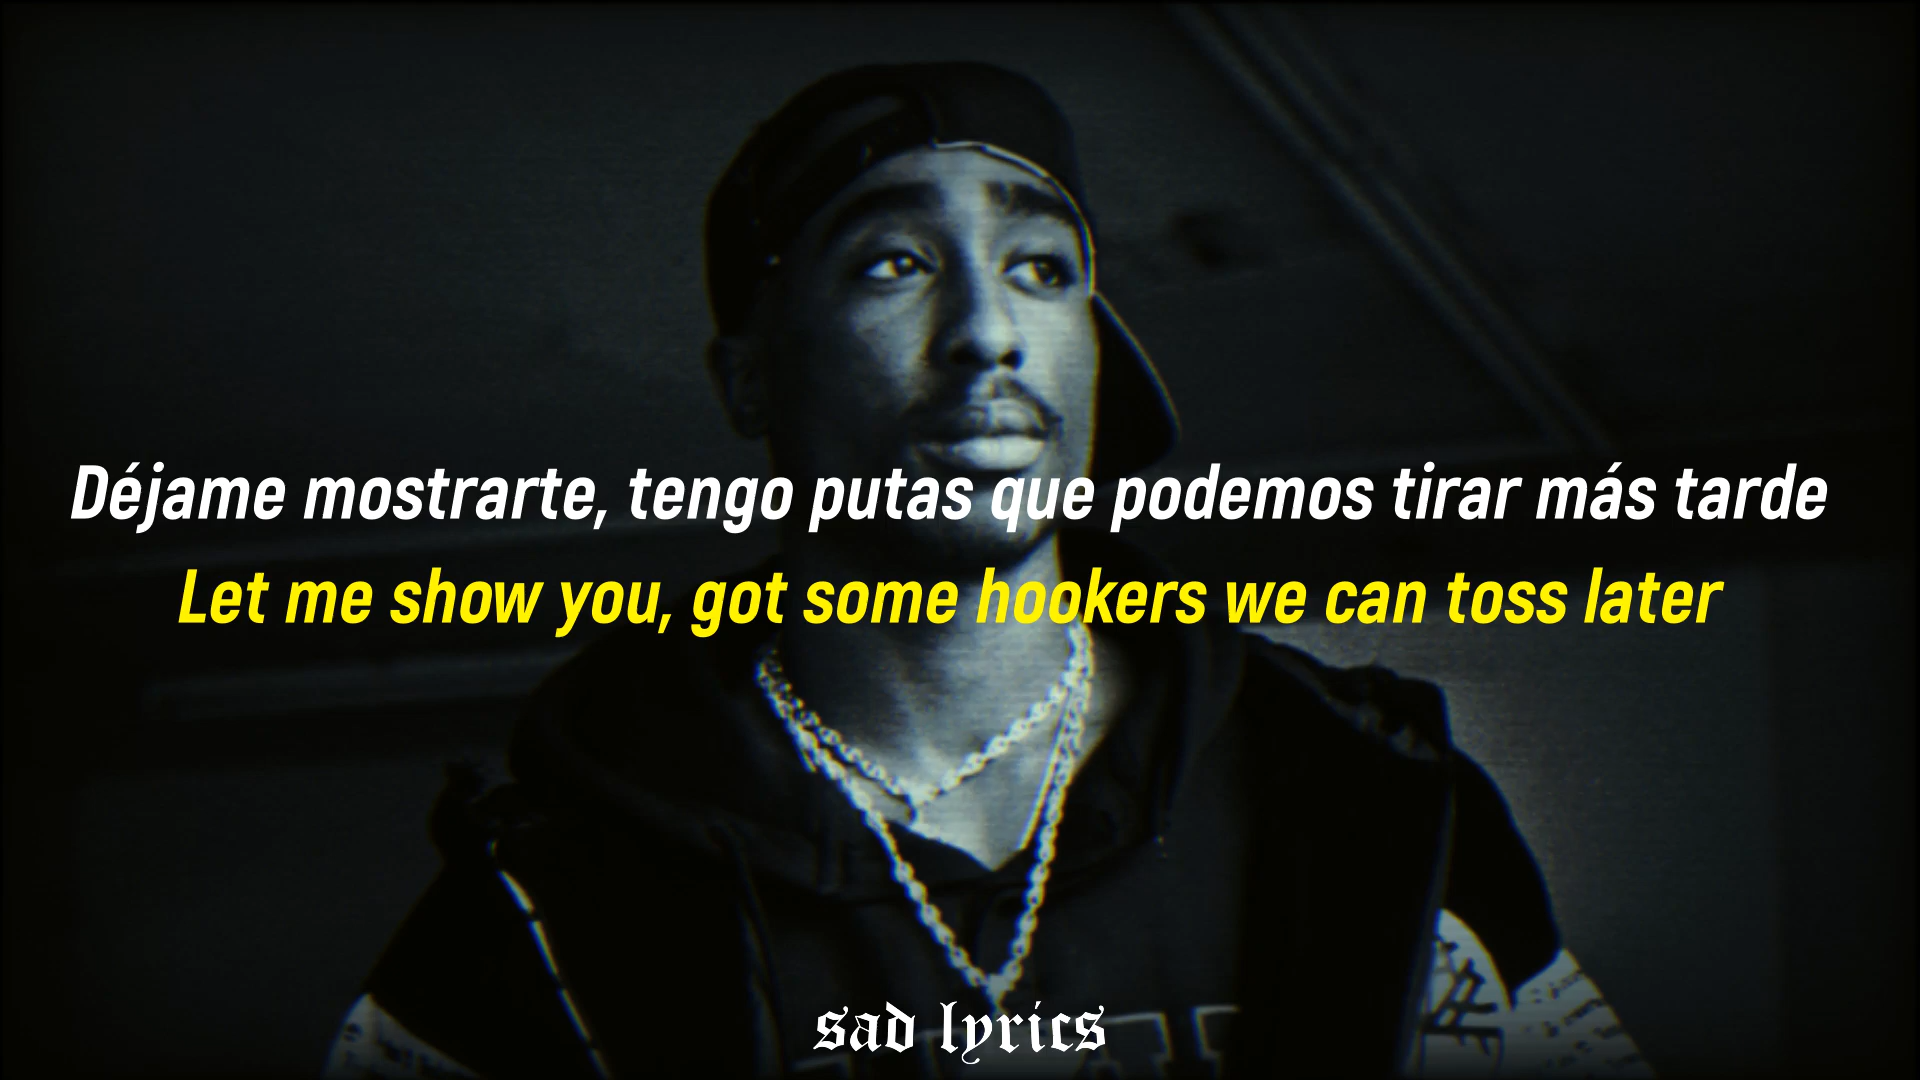 Déjame mostrarte, tengo putas que podemos tirar más tarde
Let me show you, got some hookers we can toss later
sad lyrics